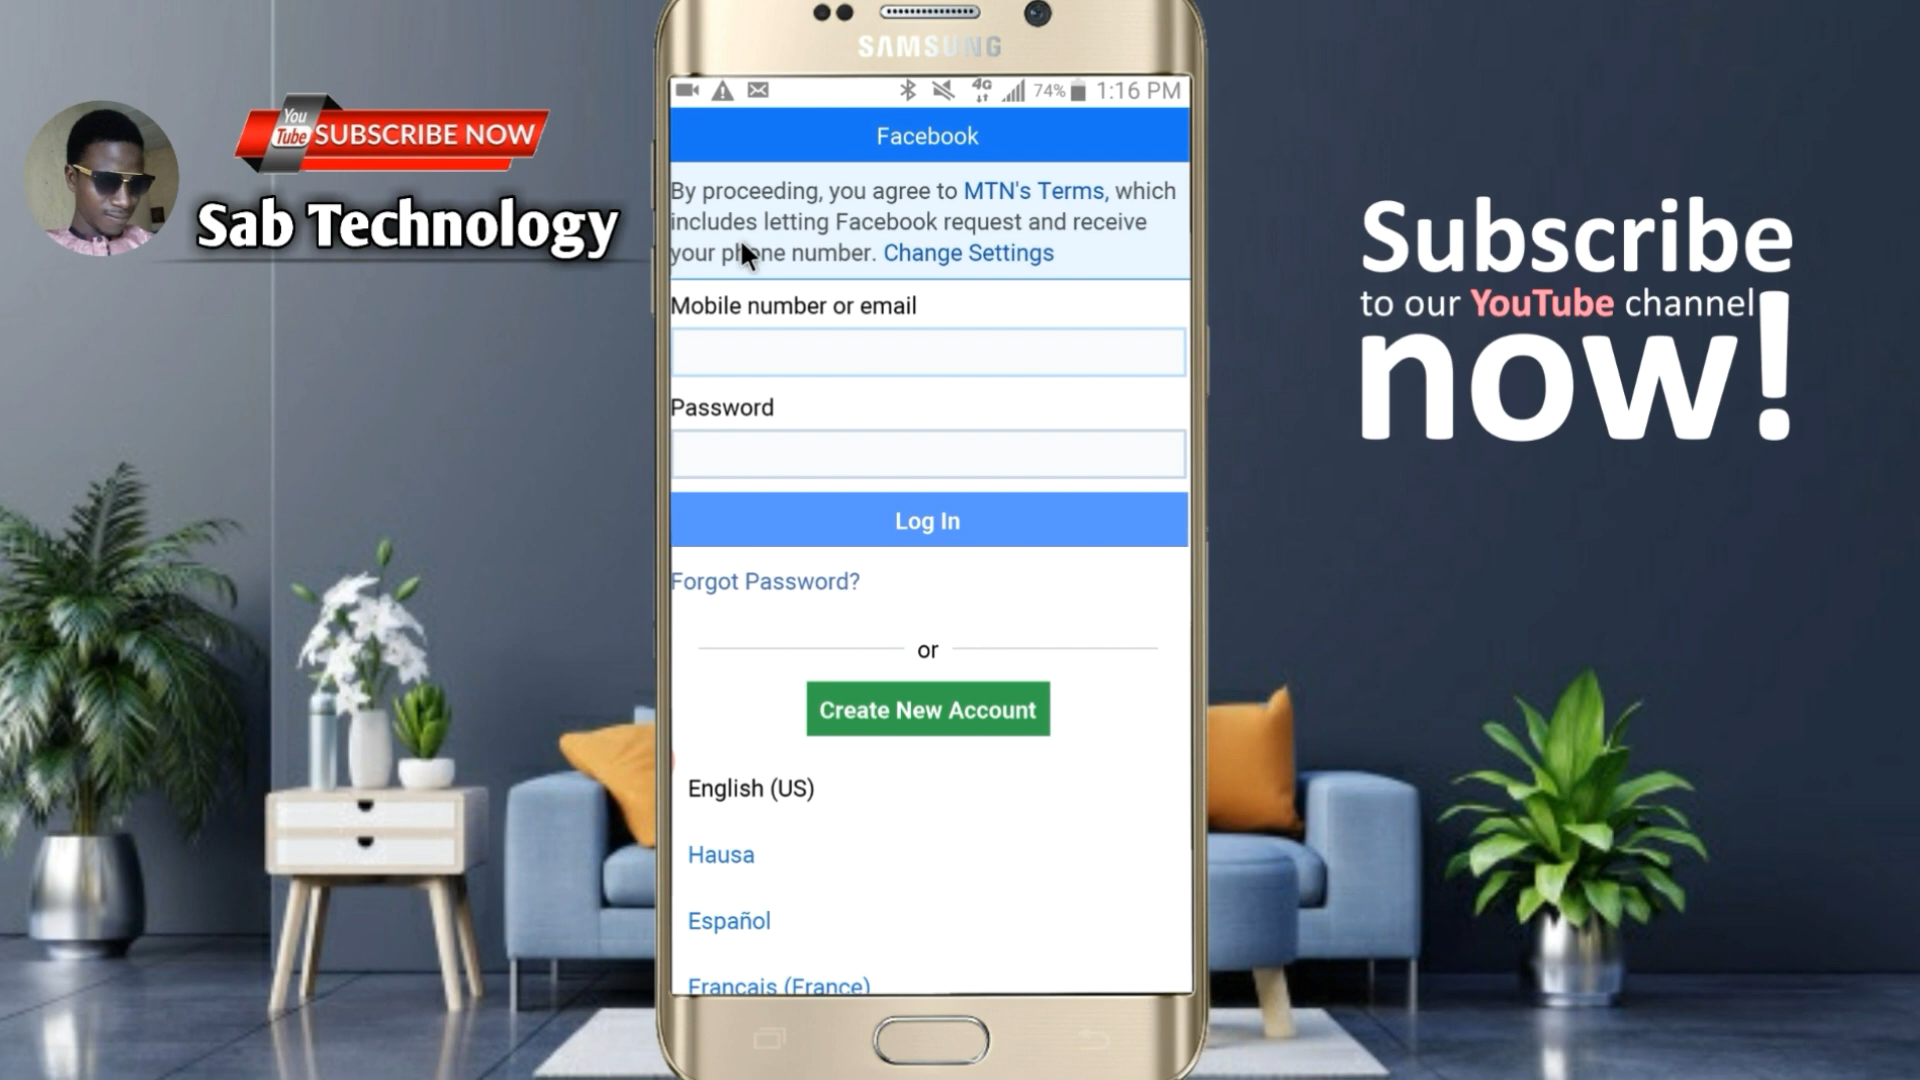 You
Tube SUBSCRIBE NOW
Sab Technology
SAMSUNG
4G 74% 1:16 PM
Facebook
By proceeding, you agree to MTN's Terms, which
includes letting Facebook request and receive
your phone number. Change Settings
Mobile number or email
Password
Log In
Forgot Password?
or
Create New Account
English (US)
Hausa
Español
Français (France)
Subscribe
to our YouTube channel
now!